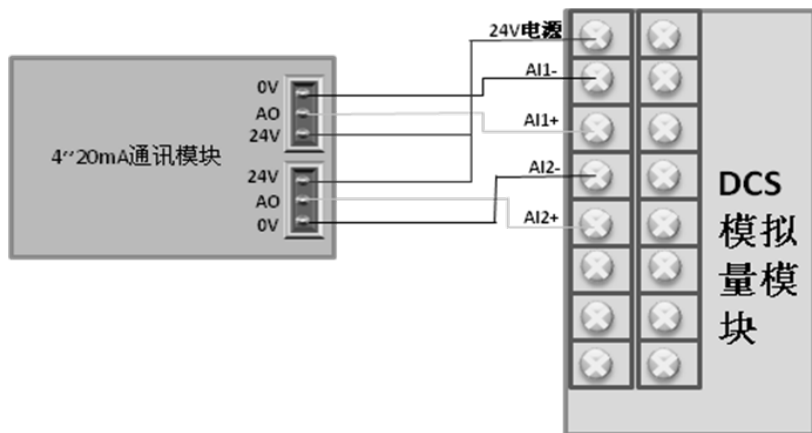 24V电源
AI1-
AI1+
AI2-
AI2+
0V
AO
24V
4~20mA通讯模块
24V
AO
0V
DCS
模拟
量模
块